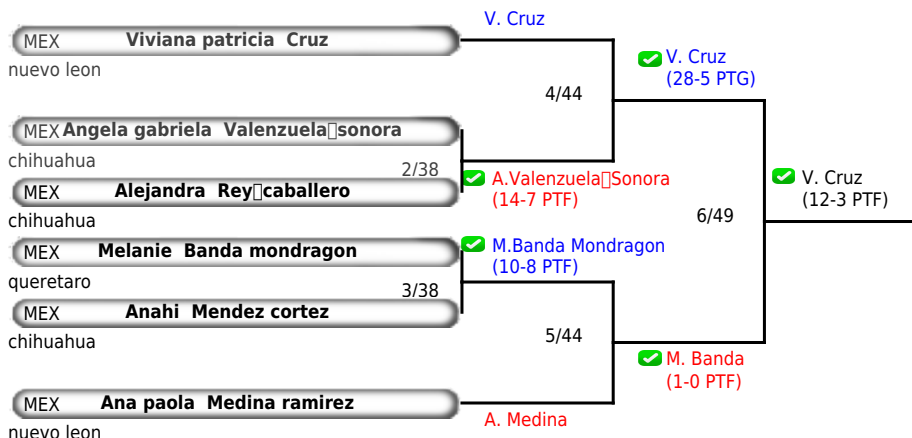 V. Cruz
MEX Viviana patricia Cruz
nuevo leon
V. Cruz
(28-5 PTG)
4/44
MEX Angela gabriela Valenzuela▯sonora
chihuahua
2/38
A.Valenzuela▯Sonora
(14-7 PTF)
MEX Alejandra Rey▯caballero
chihuahua
V. Cruz
(12-3 PTF)
6/49
MEX Melanie Banda mondragon
queretaro
M.Banda Mondragon
(10-8 PTF)
3/38
MEX Anahi Mendez cortez
chihuahua
5/44
M. Banda
(1-0 PTF)
MEX Ana paola Medina ramirez
nuevo leon
A. Medina